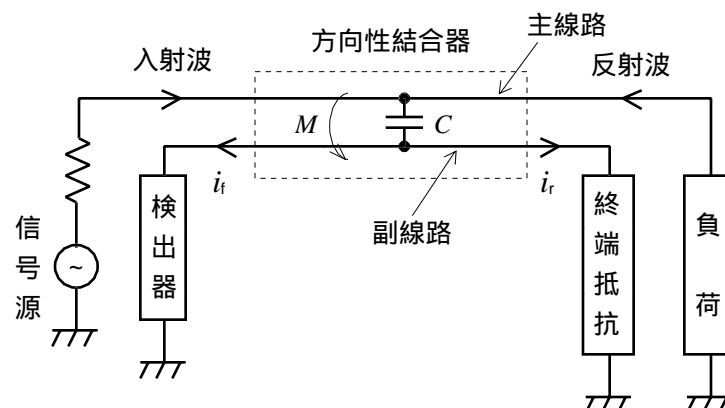 主線路
方向性結合器
入射波
反射波
M
C
i_f
i_r
検出器
副線路
終端抵抗
負荷
信号源
~